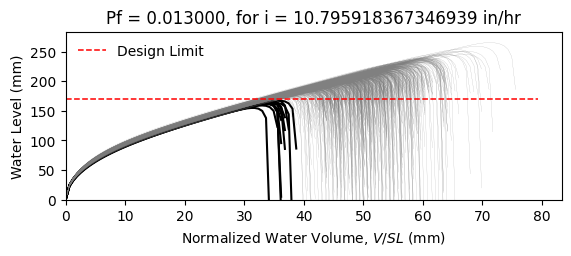 Pf = 0.013000, for i = 10.795918367346939 in/hr
Design Limit
Water Level (mm)
250
200
150
100
50
0
0 10 20 30 40 50 60 70 80
Normalized Water Volume, V/SL (mm)